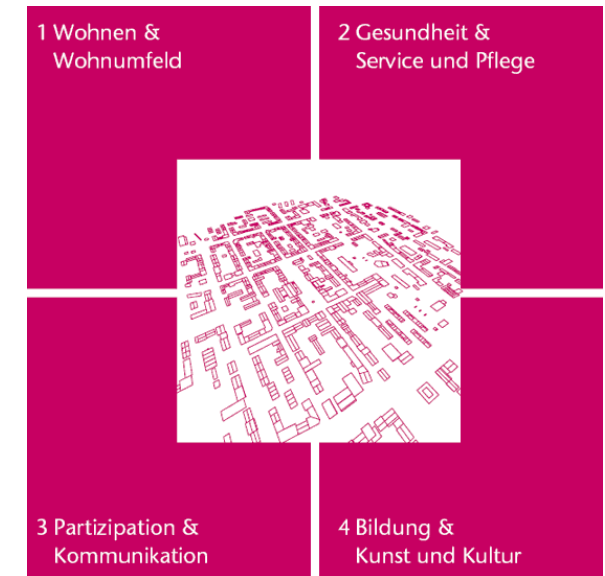 1 Wohnen &
Wohnumfeld
2 Gesundheit &
Service und Pflege
3 Partizipation &
Kommunikation
4 Bildung &
Kunst und Kultur